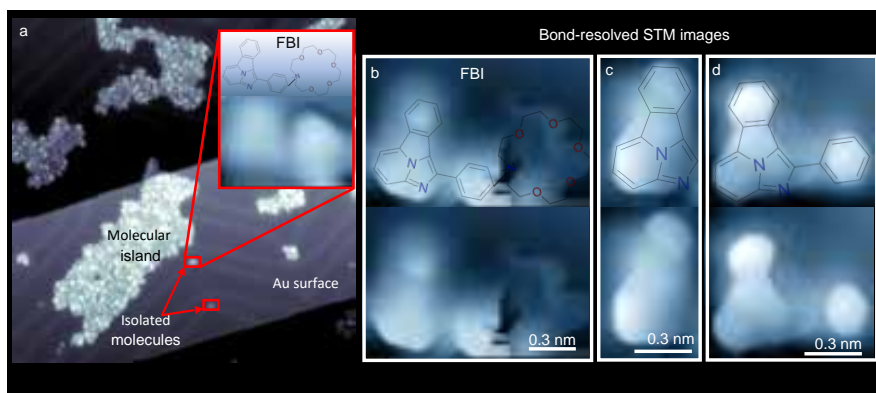 Bond-resolved STM images
a
FBI
N
N
N
O
O
O
O
O
Molecular
island
Au surface
Isolated
molecules
b
FBI
N
N
N
O
O
O
O
O
0.3 nm
c
N
N
0.3 nm
d
N
N
0.3 nm